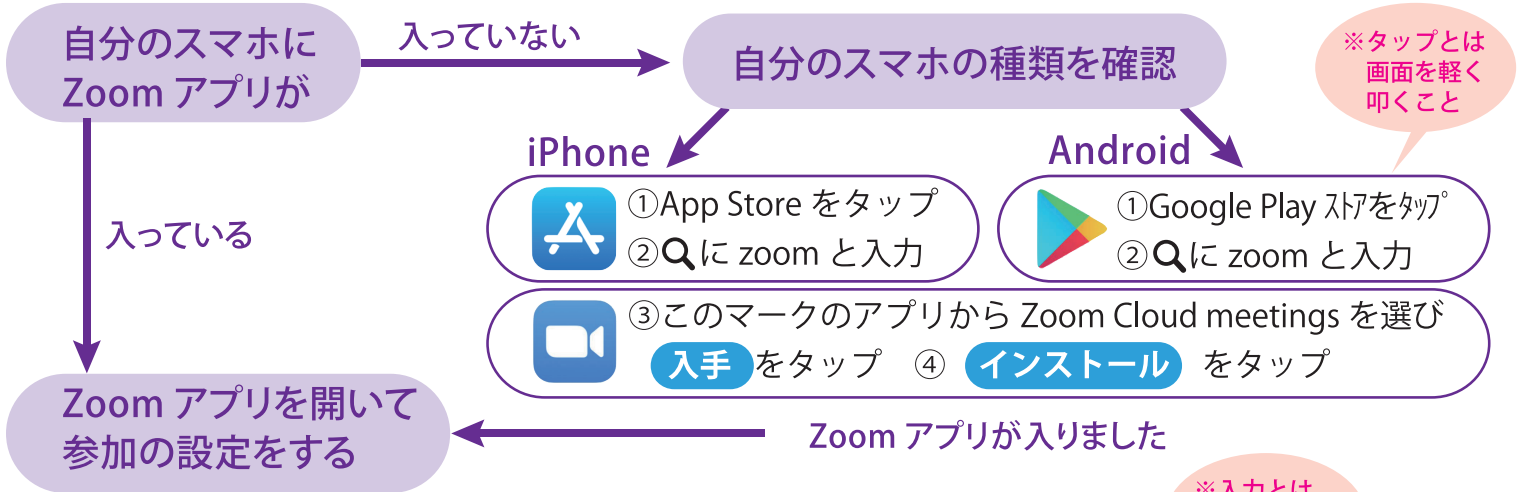 自分のスマホに
Zoom アプリが
入っていない
自分のスマホの種類を確認
※タップとは
画面を軽く
叩くこと
iPhone
Android
①App Store をタップ
②に zoom と入力
①Google Play ストアをタップ
②に zoom と入力
入っている
③このマークのアプリから Zoom Cloud meetings を選び
入手 をタップ ④ インストール をタップ
Zoom アプリを開いて
参加の設定をする
Zoom アプリが入りました
※入力とは